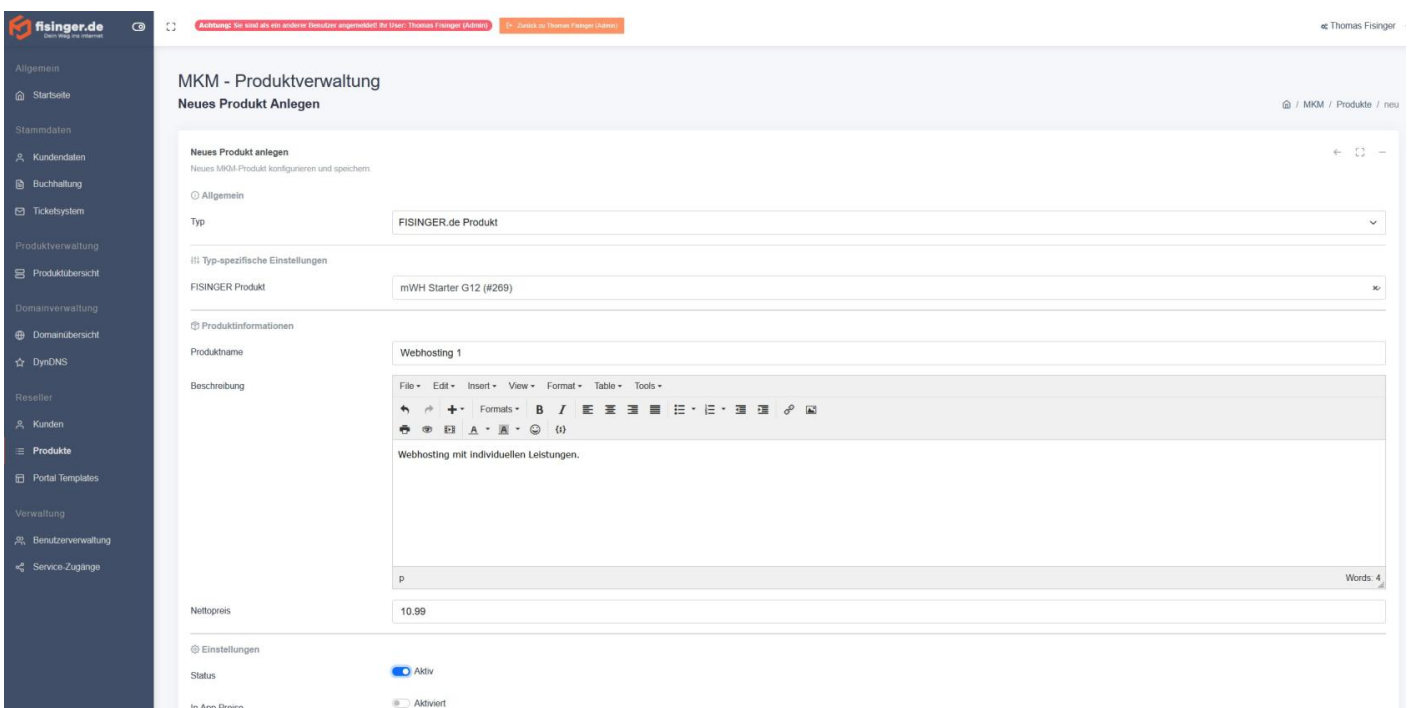 fisinger.de
Dein Weg ins Internet
Achtung: Sie sind als ein anderer Benutzer angemeldet! Ihr User: Thomas Fisinger (Admin)
Zurück zu Thomas Fisinger (Admin)
Thomas Fisinger
Allgemein
Startseite
Stammdaten
Kundendaten
Buchhaltung
Ticketsystem
Produktverwaltung
Produktübersicht
Domainverwaltung
Domainübersicht
DynDNS
Reseller
Kunden
Produkte
Portal Templates
Verwaltung
Benutzerverwaltung
Service-Zugänge
MKM - Produktverwaltung
Neues Produkt Anlegen
/ MKM / Produkte / neu
Neues Produkt anlegen
Neues MKM-Produkt konfigurieren und speichern
Allgemein
Typ
FISINGER.de Produkt
Typ-spezifische Einstellungen
FISINGER Produkt
mWH Starter G12 (#269)
Produktinformationen
Produktname
Webhosting 1
Beschreibung
File Edit Insert View Format Table Tools
Formats B I
A A
Webhosting mit individuellen Leistungen.
p
Words: 4
Nettopreis
10.99
Einstellungen
Status
Aktiv
In App Preise
Aktiviert